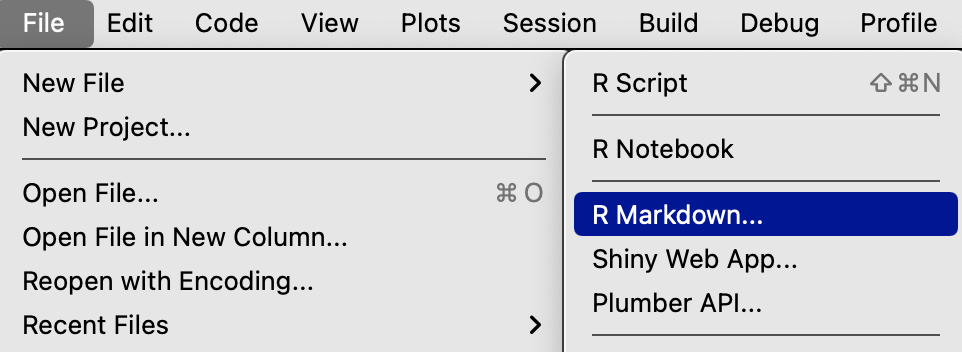 File Edit Code View Plots Session Build Debug Profile
New File
New Project...
Open File... ⌘ O
Open File in New Column...
Reopen with Encoding...
Recent Files
R Script ⇧⌘N
R Notebook
R Markdown...
Shiny Web App...
Plumber API...